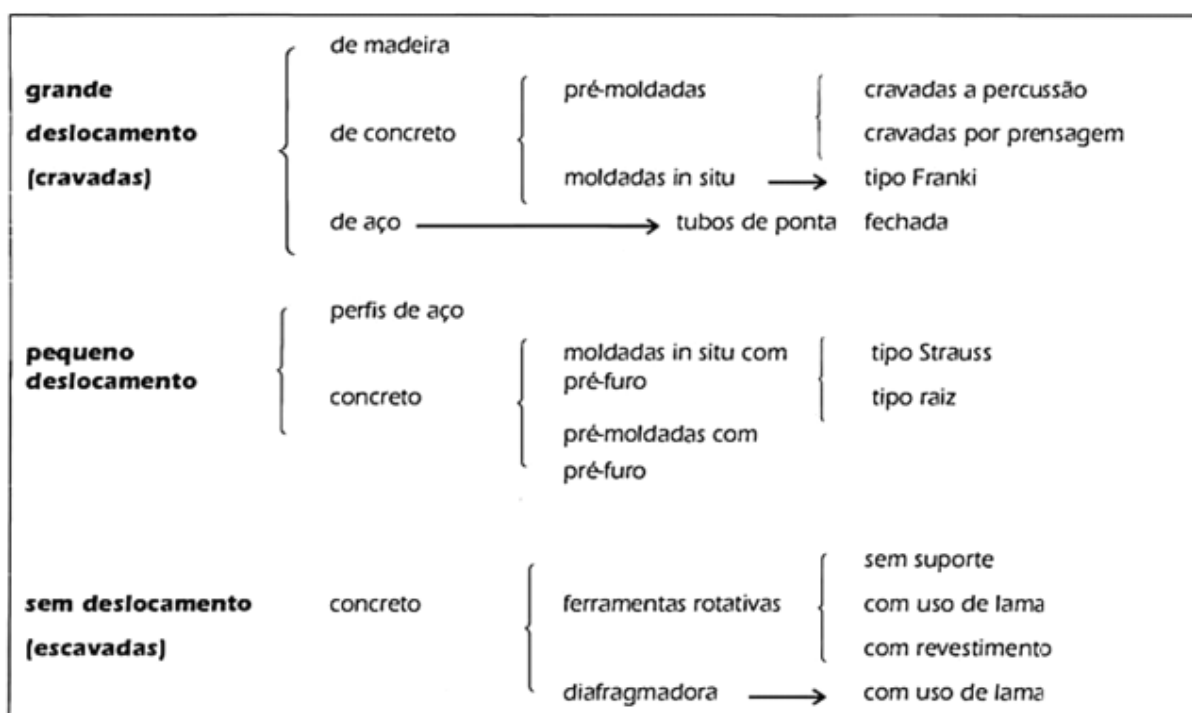 de madeira
grande
pré-moldadas
cravadas a percussão
deslocamento
de concreto
cravadas por prensagem
(cravadas)
moldadas in situ → tipo Franki
de aço → tubos de ponta fechada
perfis de aço
pequeno
deslocamento
moldadas in situ com
pré-furo
tipo Strauss
concreto
tipo raiz
pré-moldadas com
pré-furo
sem suporte
sem deslocamento
concreto
ferramentas rotativas
com uso de lama
(escavadas)
com revestimento
diafragmadora → com uso de lama